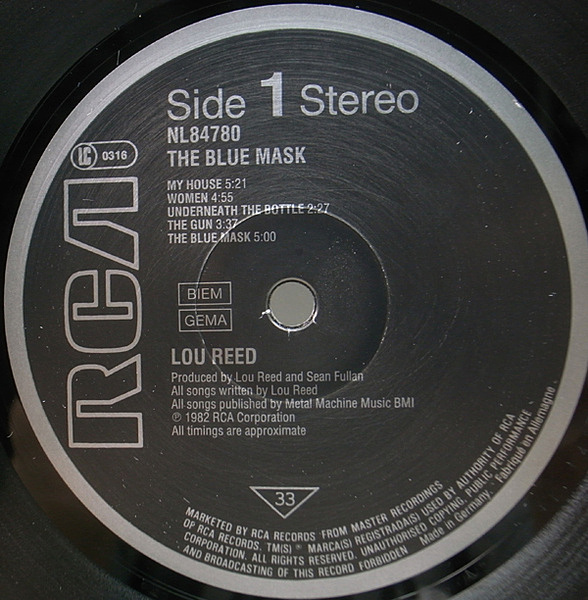 Side 1 Stereo
NL84780
LC 0316
THE BLUE MASK
MY HOUSE 5:21
WOMEN 4:55
UNDERNEATH THE BOTTLE 2:27
THE GUN 3:37
THE BLUE MASK 5:00
RCA
BIEM
GEMA
LOU REED
Produced by Lou Reed and Sean Fullan
All songs written by Lou Reed
All songs published by Metal Machine Music BMI
℗ 1982 RCA Corporation
All timings are approximate
33
MARKETED BY RCA RECORDS FROM MASTER RECORDINGS
OF RCA RECORDS. TM(S) ® MARCA(S) REGISTRADA(S) USED BY AUTHORITY OF RCA
CORPORATION. ALL RIGHTS RESERVED. UNAUTHORISED COPYING, PUBLIC PERFORMANCE
AND BROADCASTING OF THIS RECORD FORBIDDEN Made in Germany. Fabriqué en Allemagne